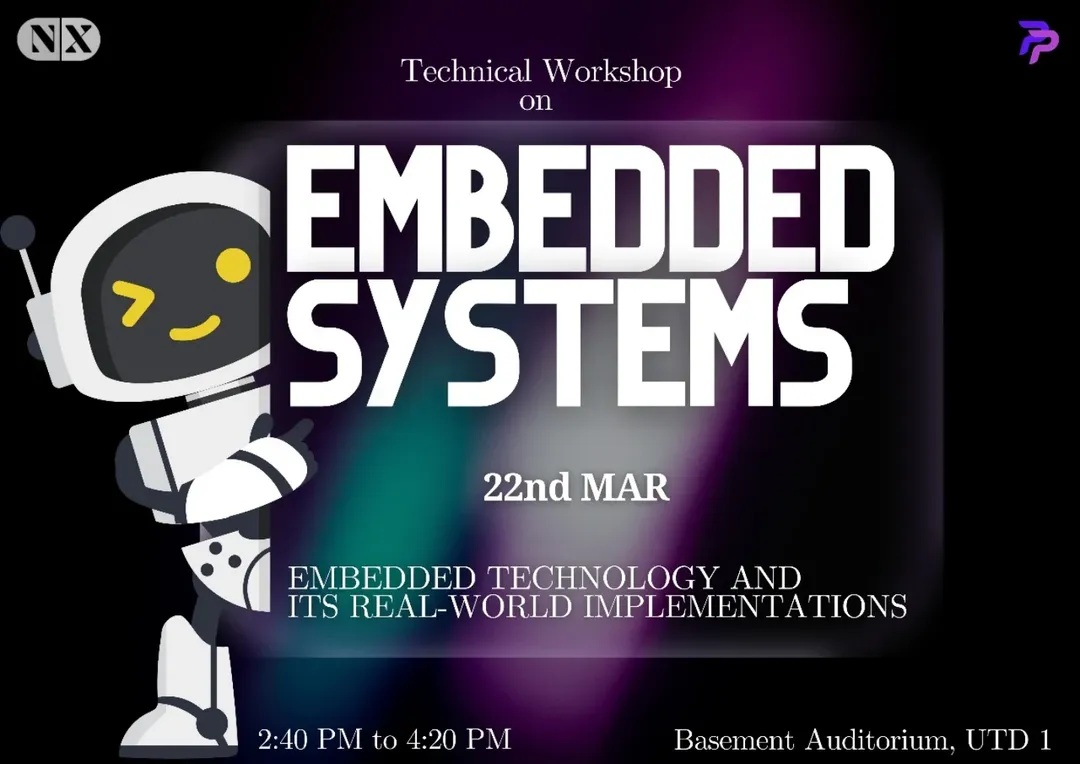 NX
Technical Workshop
on
EMBEDDED
SYSTEMS
22nd MAR
EMBEDDED TECHNOLOGY AND
ITS REAL-WORLD IMPLEMENTATIONS
2:40 PM to 4:20 PM
Basement Auditorium, UTD 1